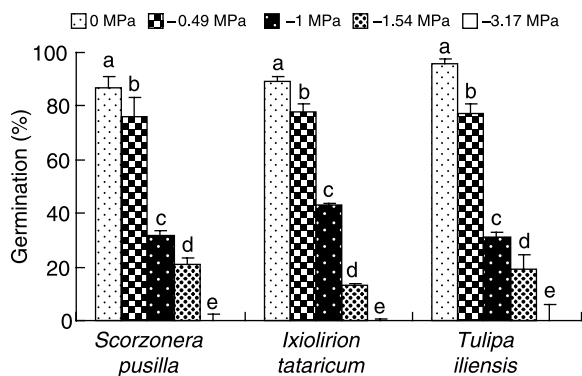 0 MPa −0.49 MPa −1 MPa −1.54 MPa −3.17 MPa
Germination (%)
100
80
60
40
20
0
a b c d e
a b c d e
a b c d e
Scorzonera
pusilla
Ixiolirion
tataricum
Tulipa
iliensis